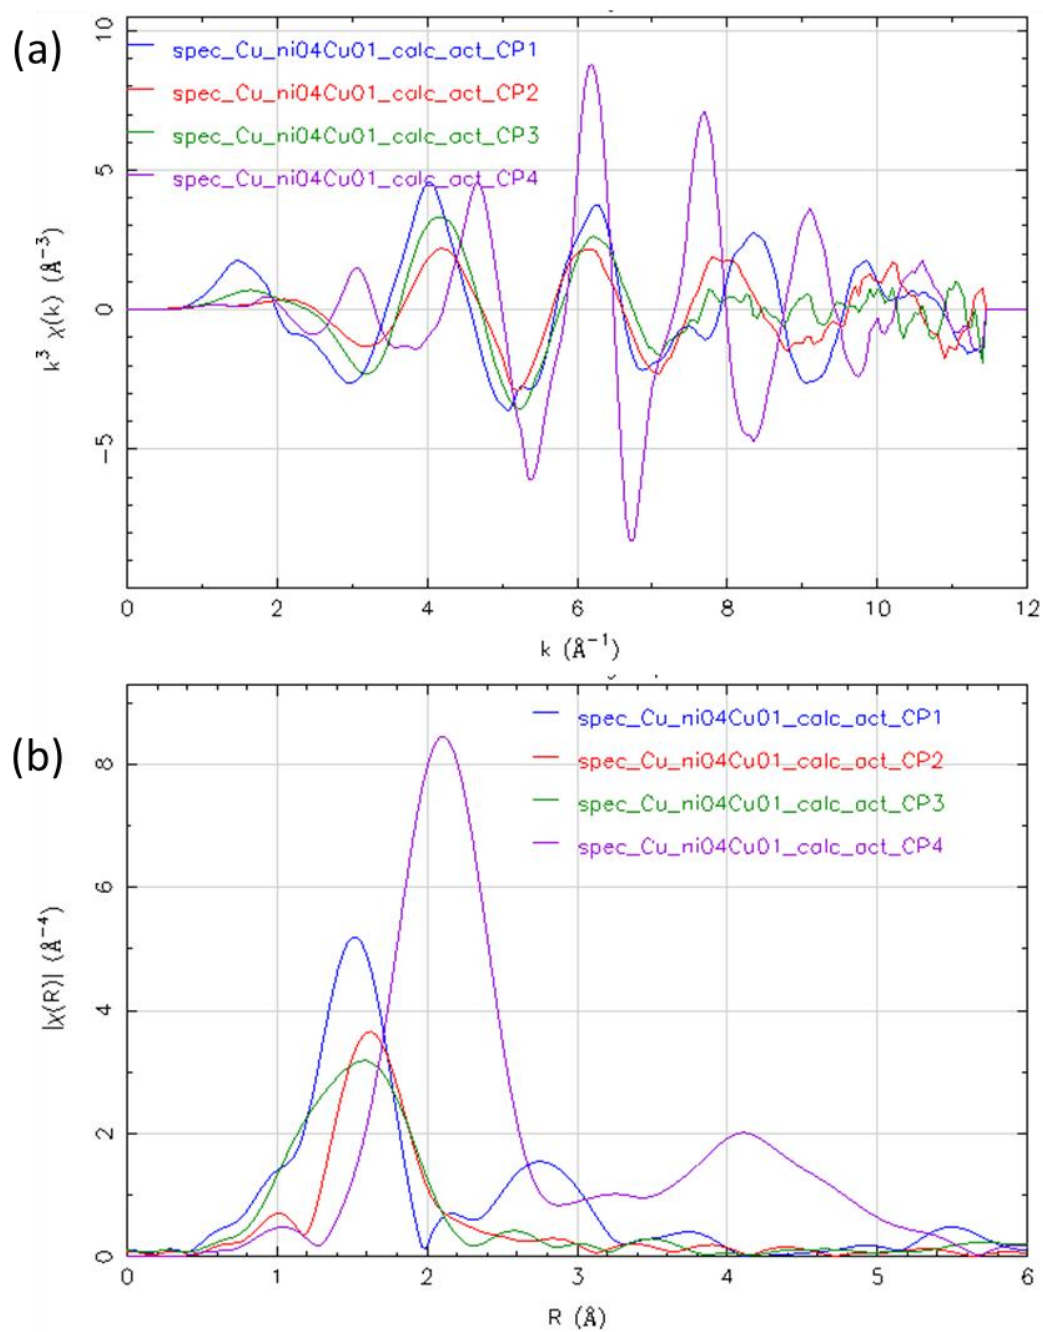 (a)
10
5
0
−5
k³ χ(k) (Å⁻³)
spec_Cu_ni04Cu01_calc_act_CP1
spec_Cu_ni04Cu01_calc_act_CP2
spec_Cu_ni04Cu01_calc_act_CP3
spec_Cu_ni04Cu01_calc_act_CP4
0 2 4 6 8 10 12
k (Å⁻¹)
(b)
8
6
4
2
0
|χ(R)| (Å⁻⁴)
spec_Cu_ni04Cu01_calc_act_CP1
spec_Cu_ni04Cu01_calc_act_CP2
spec_Cu_ni04Cu01_calc_act_CP3
spec_Cu_ni04Cu01_calc_act_CP4
0 1 2 3 4 5 6
R (Å)